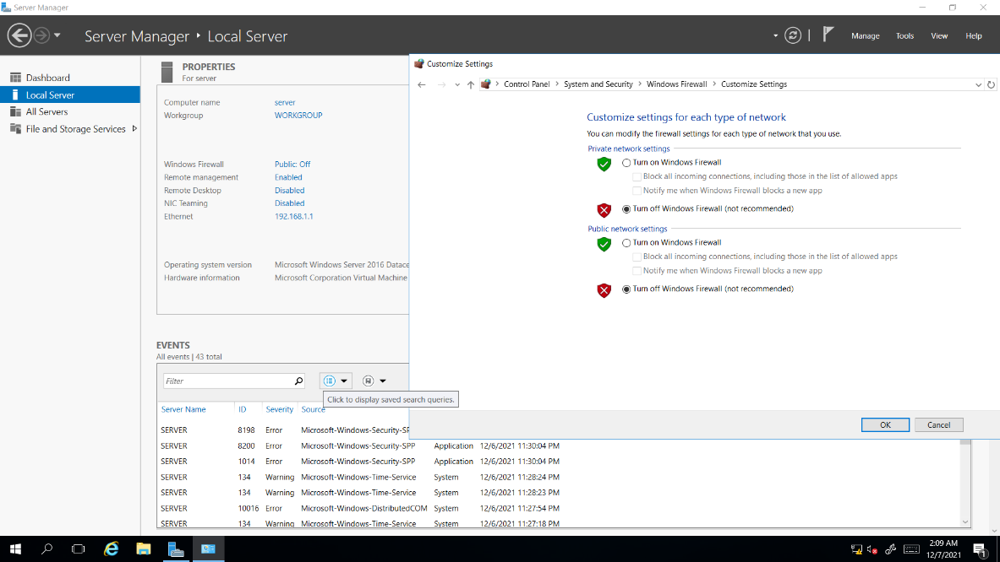 Server Manager
Server Manager ‣ Local Server
Manage Tools View Help
Dashboard
Local Server
All Servers
File and Storage Services
PROPERTIES
For server
Computer name server
Workgroup WORKGROUP
Windows Firewall Public: Off
Remote management Enabled
Remote Desktop Disabled
NIC Teaming Disabled
Ethernet 192.168.1.1
Operating system version Microsoft Windows Server 2016 Datace
Hardware information Microsoft Corporation Virtual Machine
Customize Settings
Control Panel > System and Security > Windows Firewall > Customize Settings
Customize settings for each type of network
You can modify the firewall settings for each type of network that you use.
Private network settings
Turn on Windows Firewall
Block all incoming connections, including those in the list of allowed apps
Notify me when Windows Firewall blocks a new app
Turn off Windows Firewall (not recommended)
Public network settings
Turn on Windows Firewall
Block all incoming connections, including those in the list of allowed apps
Notify me when Windows Firewall blocks a new app
Turn off Windows Firewall (not recommended)
OK Cancel
EVENTS
All events | 43 total
Filter
Click to display saved search queries.
Server Name ID Severity Source
SERVER 8198 Error Microsoft-Windows-Security-SP
SERVER 8200 Error Microsoft-Windows-Security-SPP Application 12/6/2021 11:30:04 PM
SERVER 1014 Error Microsoft-Windows-Security-SPP Application 12/6/2021 11:30:04 PM
SERVER 134 Warning Microsoft-Windows-Time-Service System 12/6/2021 11:28:24 PM
SERVER 134 Warning Microsoft-Windows-Time-Service System 12/6/2021 11:28:23 PM
SERVER 10016 Error Microsoft-Windows-DistributedCOM System 12/6/2021 11:27:54 PM
SERVER 134 Warning Microsoft-Windows-Time-Service System 12/6/2021 11:27:18 PM
2:09 AM
12/7/2021
1